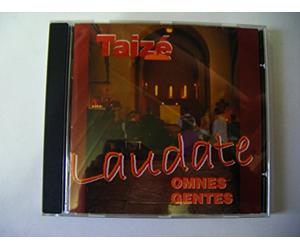 Taizé
Laudate
OMNES
GENTES